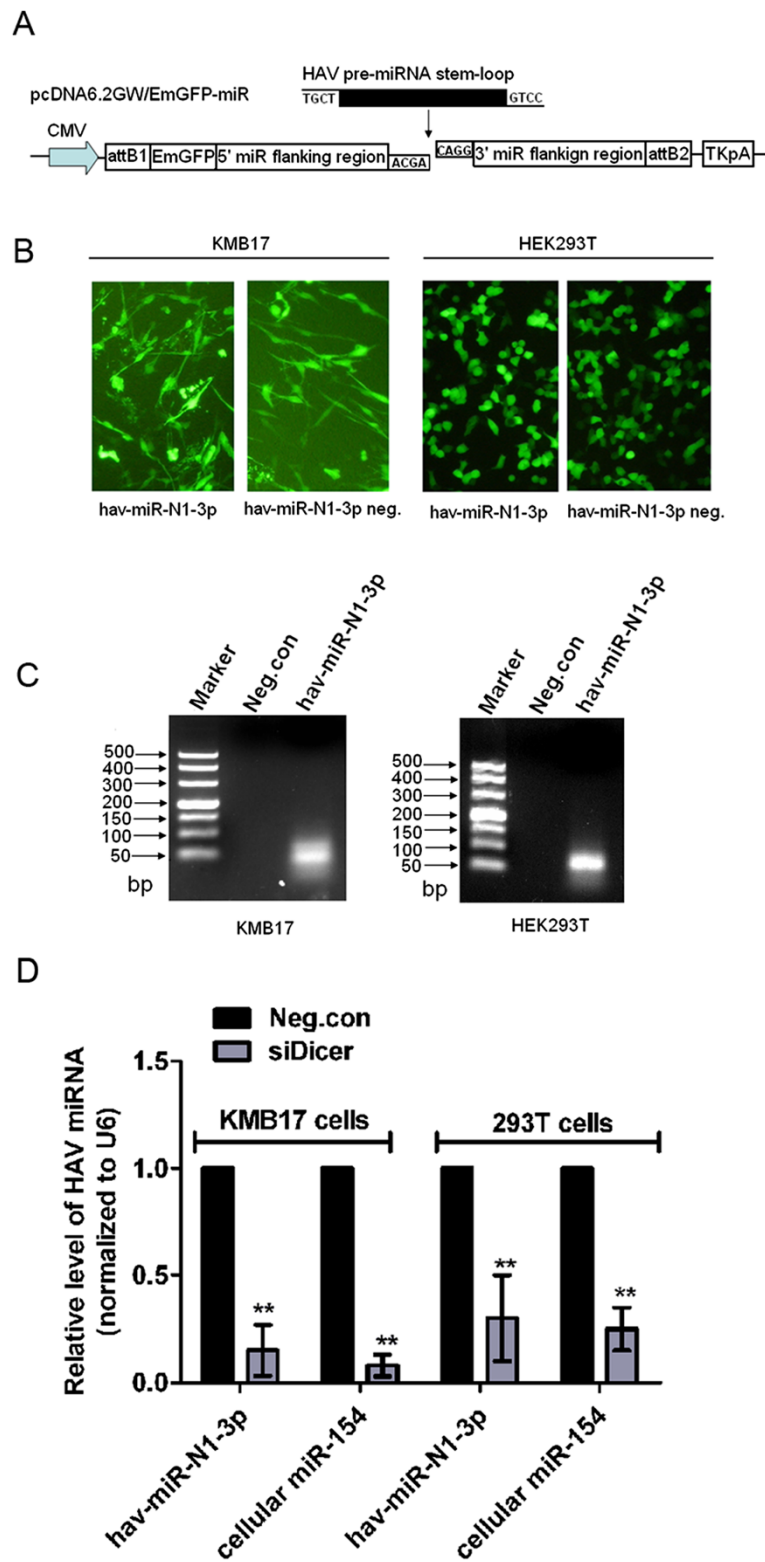 A
HAV pre-miRNA stem-loop
pcDNA6.2GW/EmGFP-miR
TGCT
GTCC
CMV
attB1 EmGFP 5' miR flanking region ACGA CAGG 3' miR flankign region attB2 TKpA
B
KMB17 HEK293T
hav-miR-N1-3p hav-miR-N1-3p neg. hav-miR-N1-3p hav-miR-N1-3p neg.
C
Marker Neg.con hav-miR-N1-3p
500
400
300
200
150
100
50
bp
KMB17
Marker Neg.con hav-miR-N1-3p
500
400
300
200
150
100
50
bp
HEK293T
D
Neg.con
siDicer
Relative level of HAV miRNA
(normalized to U6)
1.5
1.0
0.5
0.0
KMB17 cells 293T cells
** ** ** **
hav-miR-N1-3p cellular miR-154 hav-miR-N1-3p cellular miR-154